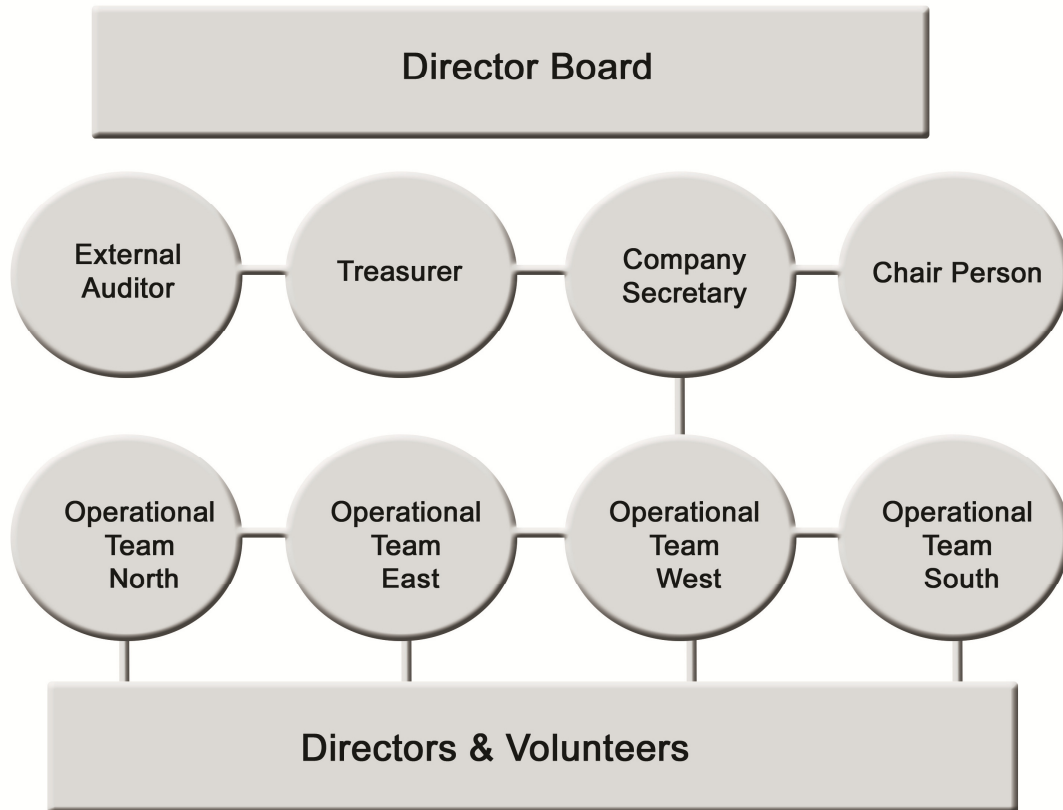 Director Board
External
Auditor
Treasurer
Company
Secretary
Chair Person
Operational
Team
North
Operational
Team
East
Operational
Team
West
Operational
Team
South
Directors & Volunteers